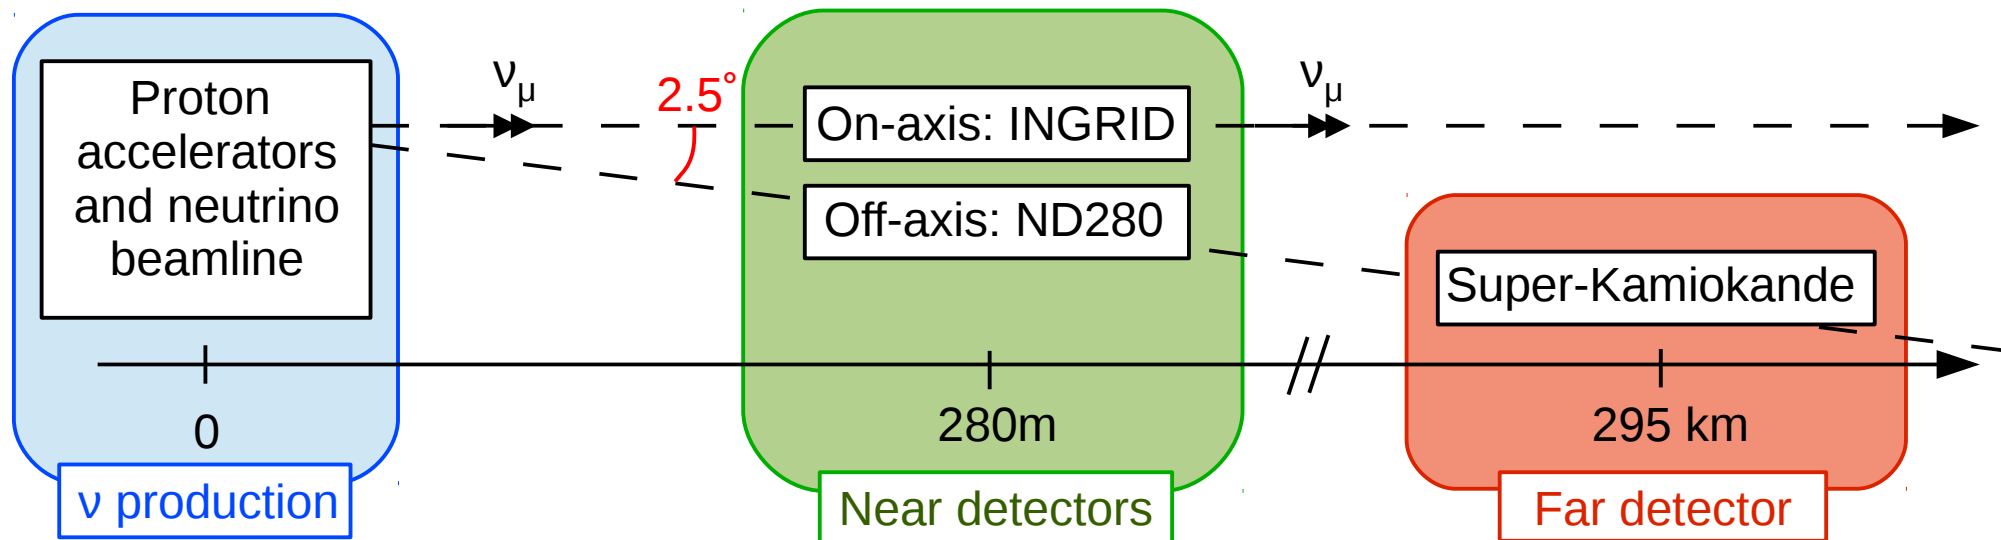 Proton
accelerators
and neutrino
beamline
νμ
2.5°
On-axis: INGRID
Off-axis: ND280
νμ
Super-Kamiokande
0
280m
295 km
ν production
Near detectors
Far detector